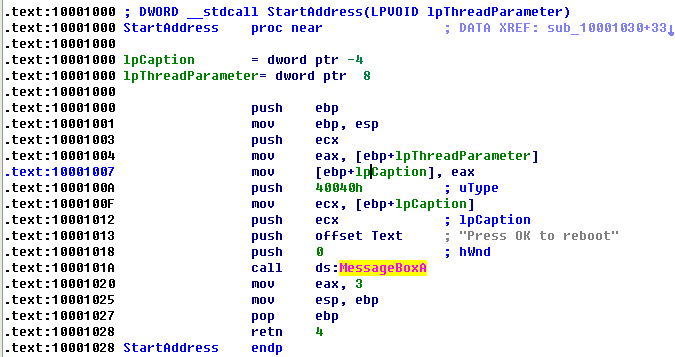 .text:10001000 ; DWORD __stdcall StartAddress(LPVOID lpThreadParameter)
.text:10001000 StartAddress    proc near               ; DATA XREF: sub_10001030+33↓
.text:10001000
.text:10001000 lpCaption       = dword ptr -4
.text:10001000 lpThreadParameter= dword ptr  8
.text:10001000
.text:10001000                 push    ebp
.text:10001001                 mov     ebp, esp
.text:10001003                 push    ecx
.text:10001004                 mov     eax, [ebp+lpThreadParameter]
.text:10001007                 mov     [ebp+lpCaption], eax
.text:1000100A                 push    40040h          ; uType
.text:1000100F                 mov     ecx, [ebp+lpCaption]
.text:10001012                 push    ecx             ; lpCaption
.text:10001013                 push    offset Text     ; "Press OK to reboot"
.text:10001018                 push    0               ; hWnd
.text:1000101A                 call    ds:MessageBoxA
.text:10001020                 mov     eax, 3
.text:10001025                 mov     esp, ebp
.text:10001027                 pop     ebp
.text:10001028                 retn    4
.text:10001028 StartAddress    endp